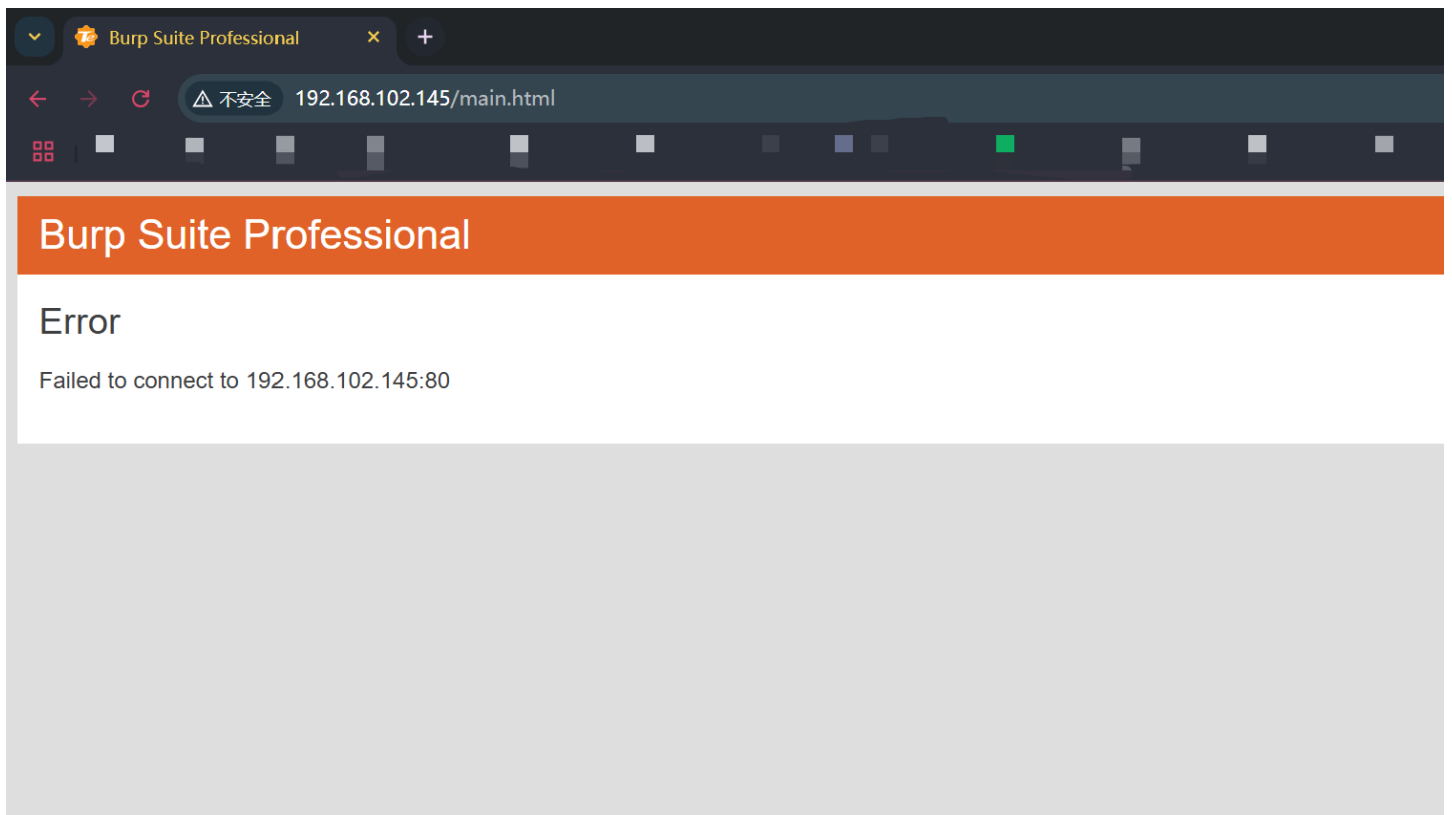 Burp Suite Professional
不安全 192.168.102.145/main.html
Burp Suite Professional
Error
Failed to connect to 192.168.102.145:80